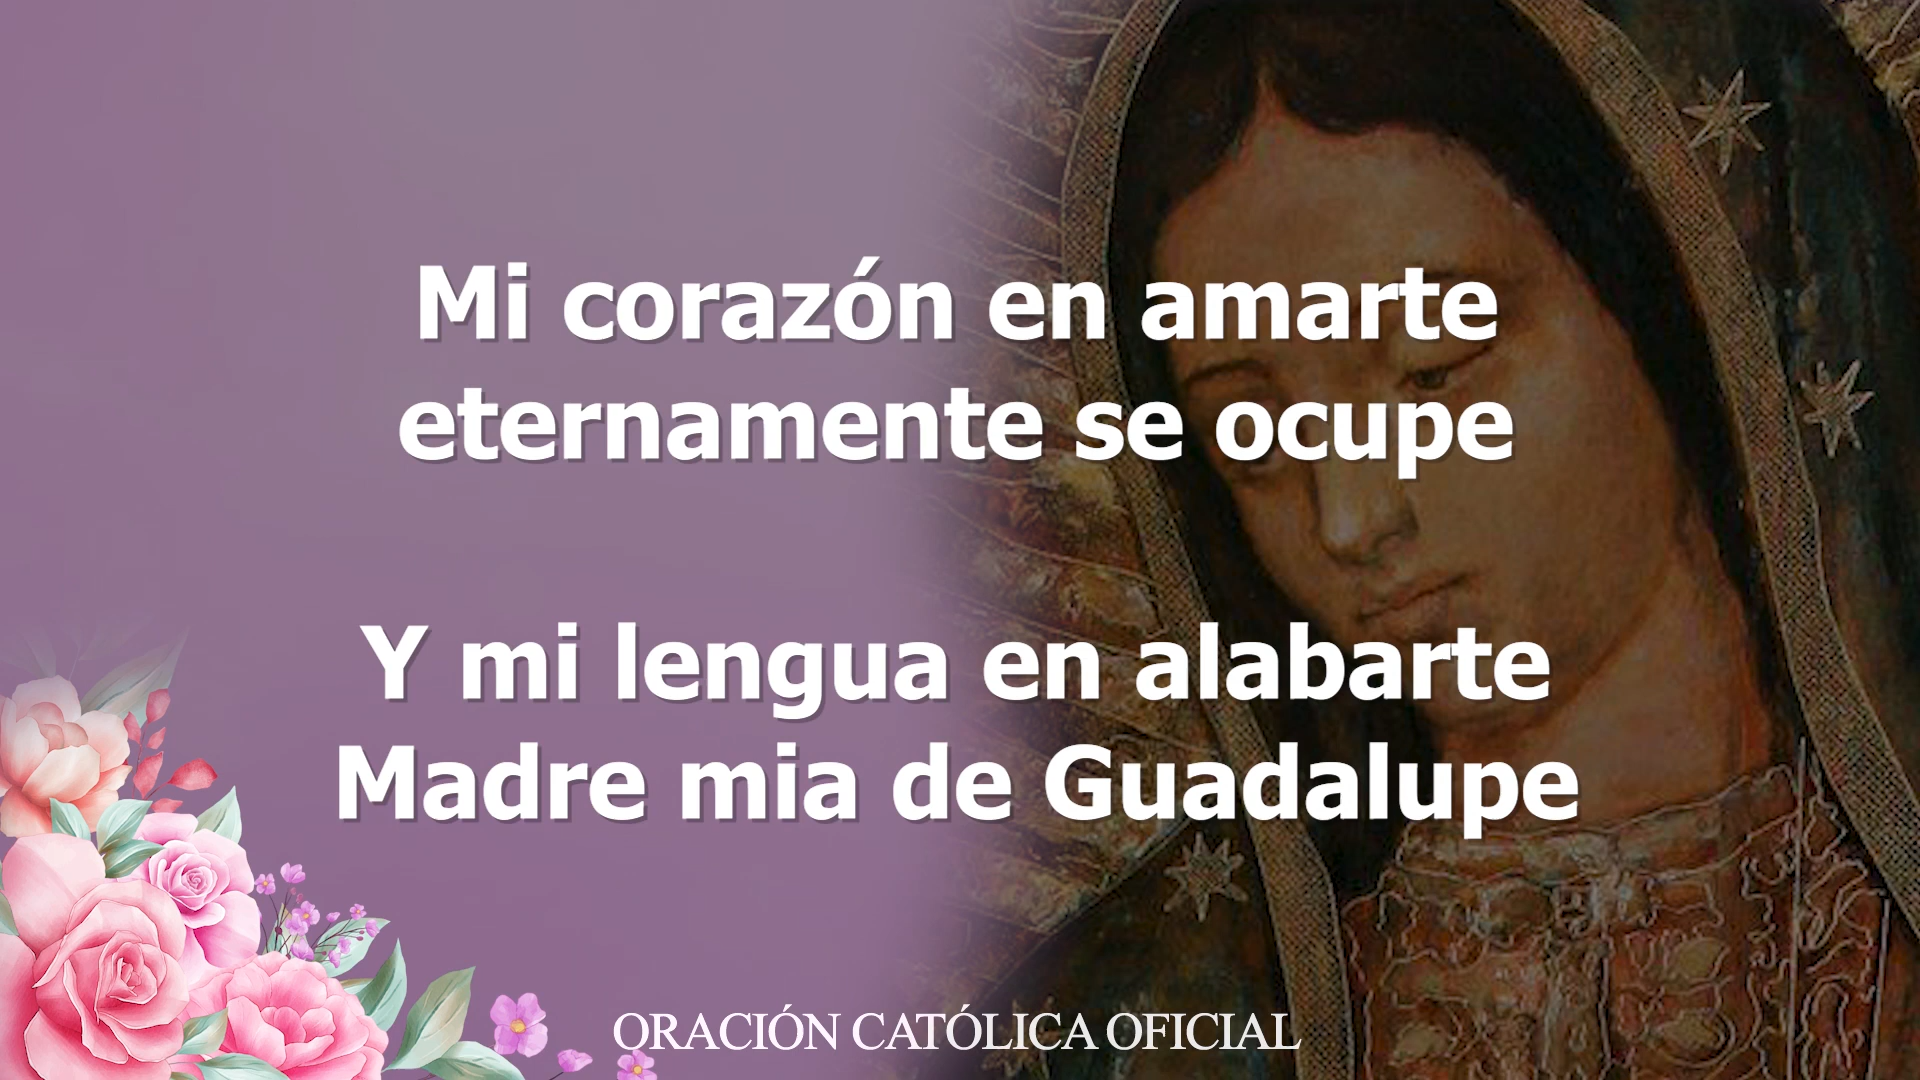 Mi corazón en amarte
eternamente se ocupe
Y mi lengua en alabarte
Madre mia de Guadalupe
ORACIÓN CATÓLICA OFICIAL